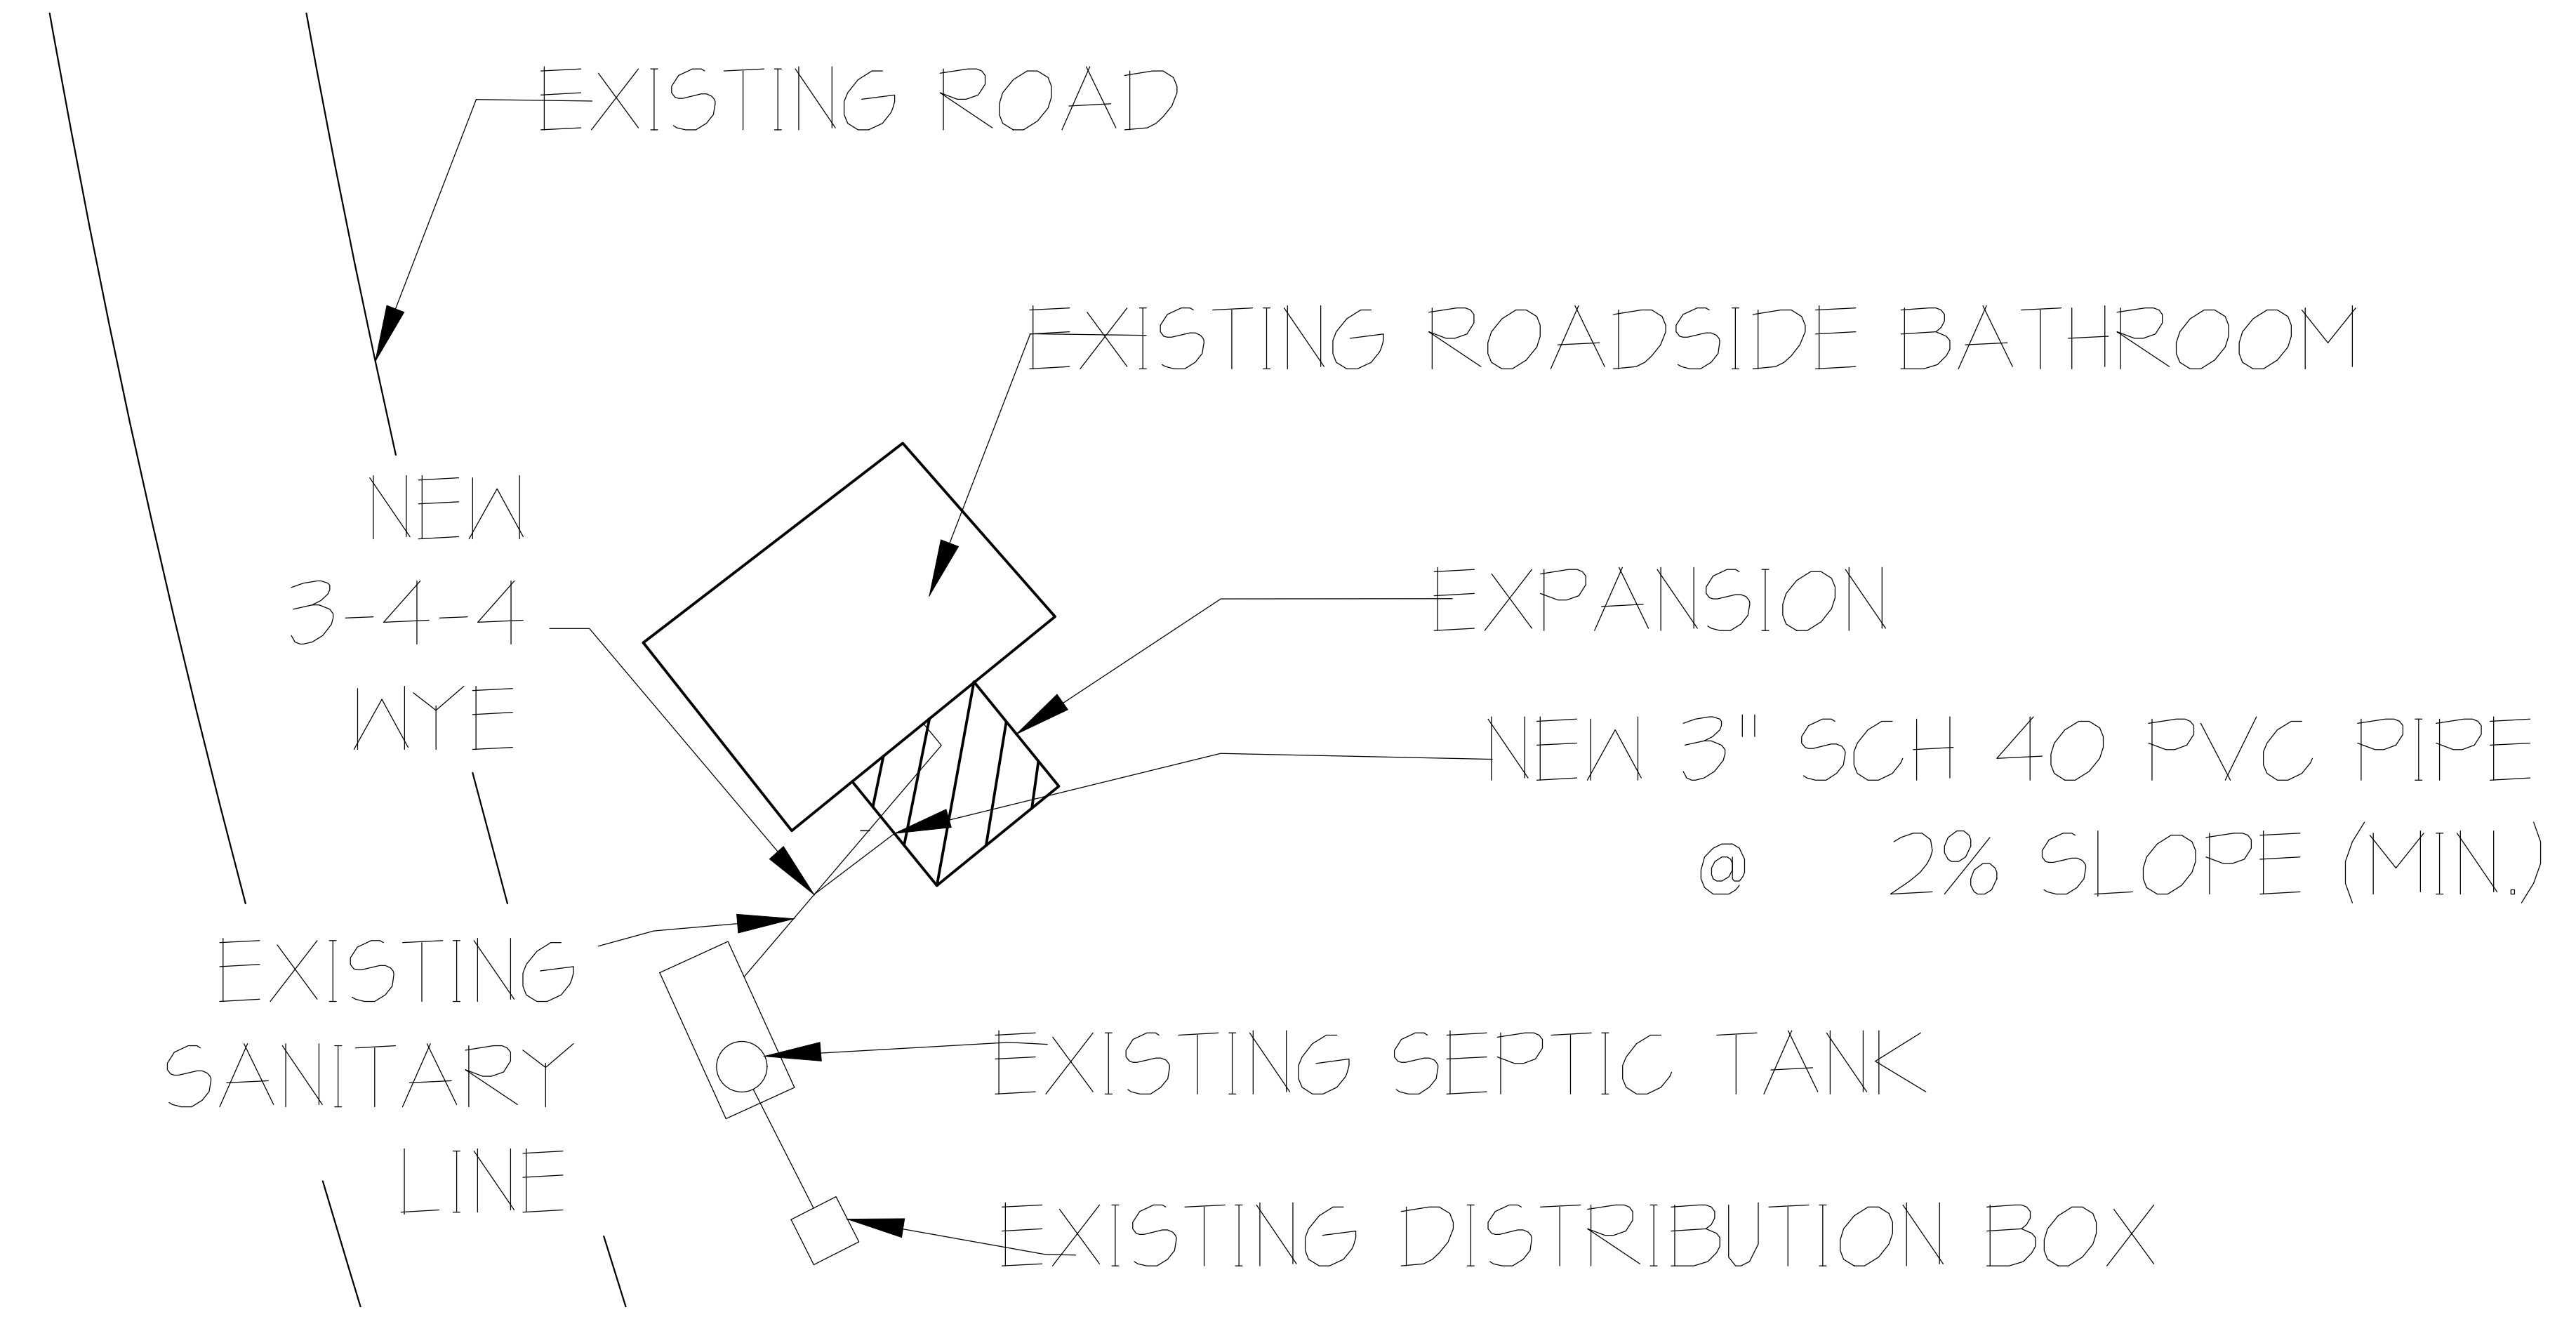 EXISTING ROAD
EXISTING ROADSIDE BATHROOM
NEW
3-4-4
WYE
EXPANSION
NEW 3" SCH 40 PVC PIPE
@ 2% SLOPE (MIN.)
EXISTING
SANITARY
LINE
EXISTING SEPTIC TANK
EXISTING DISTRIBUTION BOX